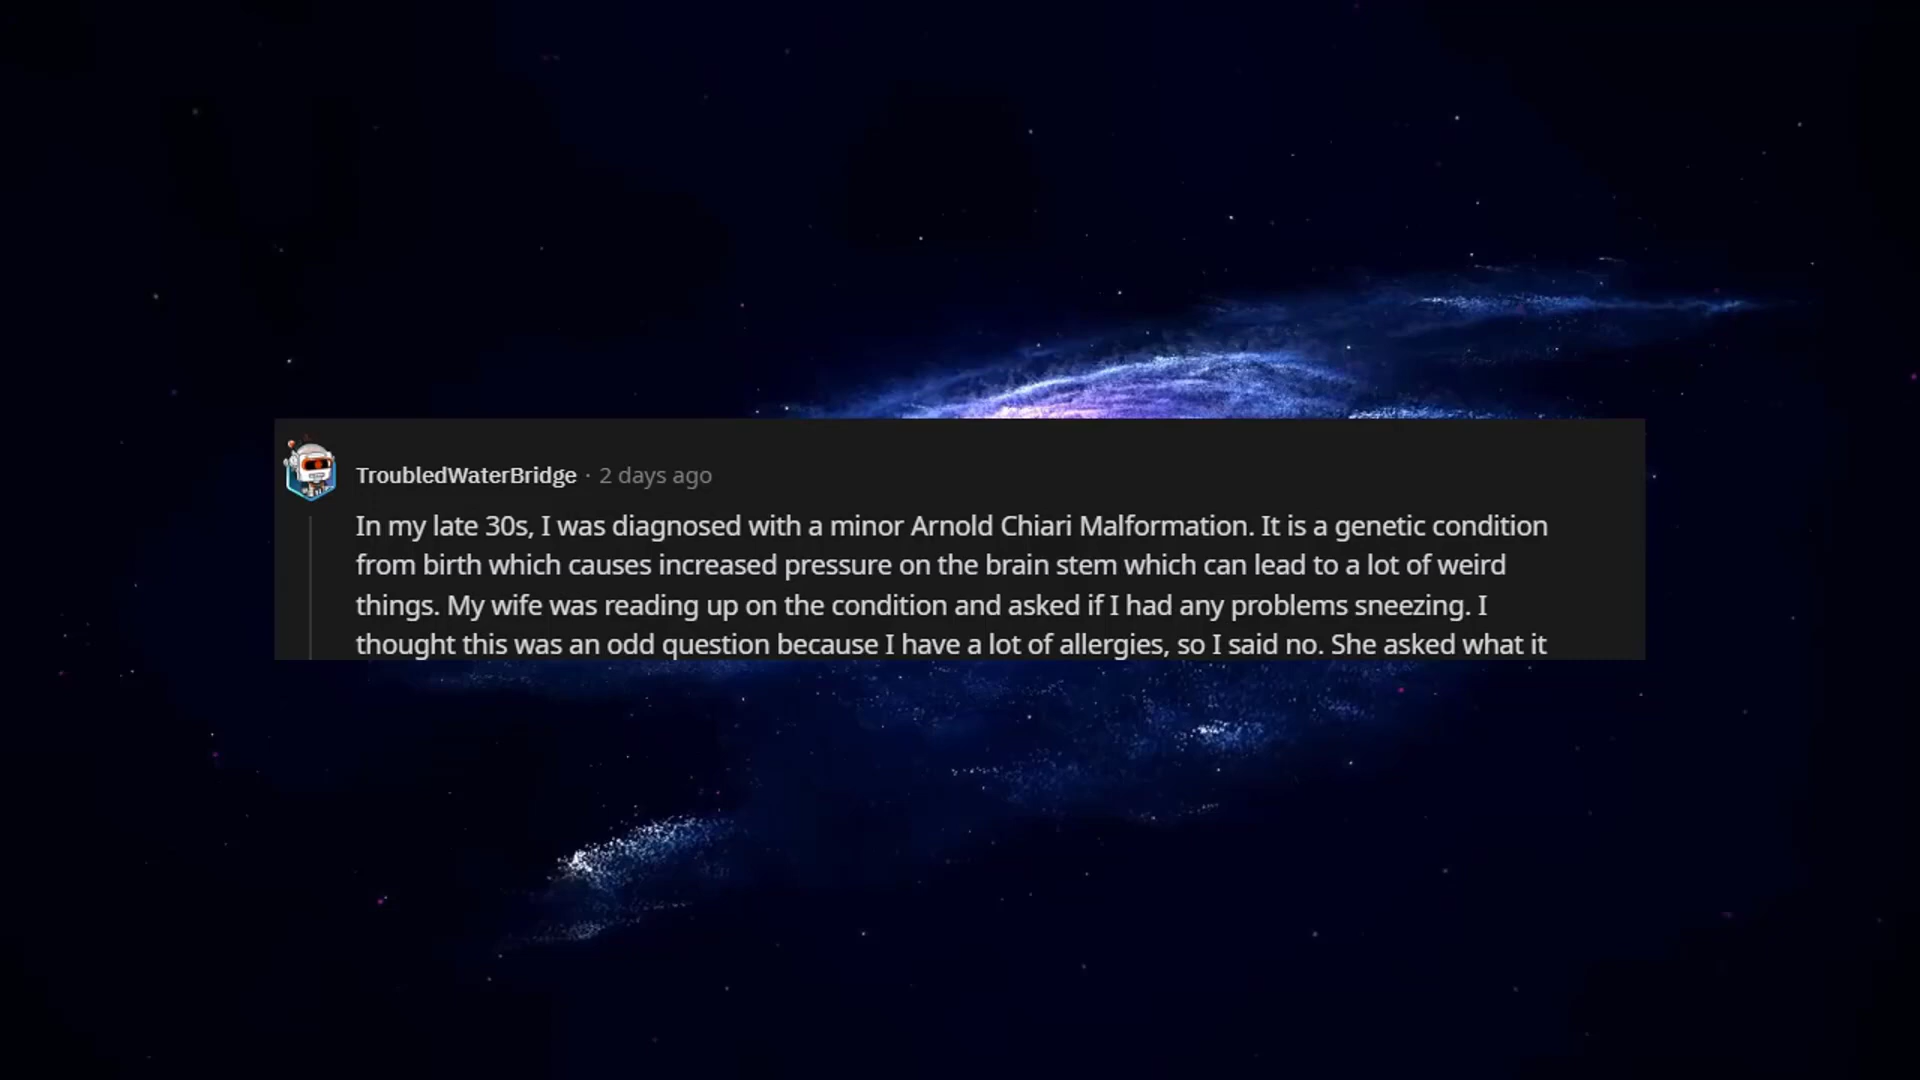 TroubledWaterBridge · 2 days ago
In my late 30s, I was diagnosed with a minor Arnold Chiari Malformation. It is a genetic condition
from birth which causes increased pressure on the brain stem which can lead to a lot of weird
things. My wife was reading up on the condition and asked if I had any problems sneezing. I
thought this was an odd question because I have a lot of allergies, so I said no. She asked what it